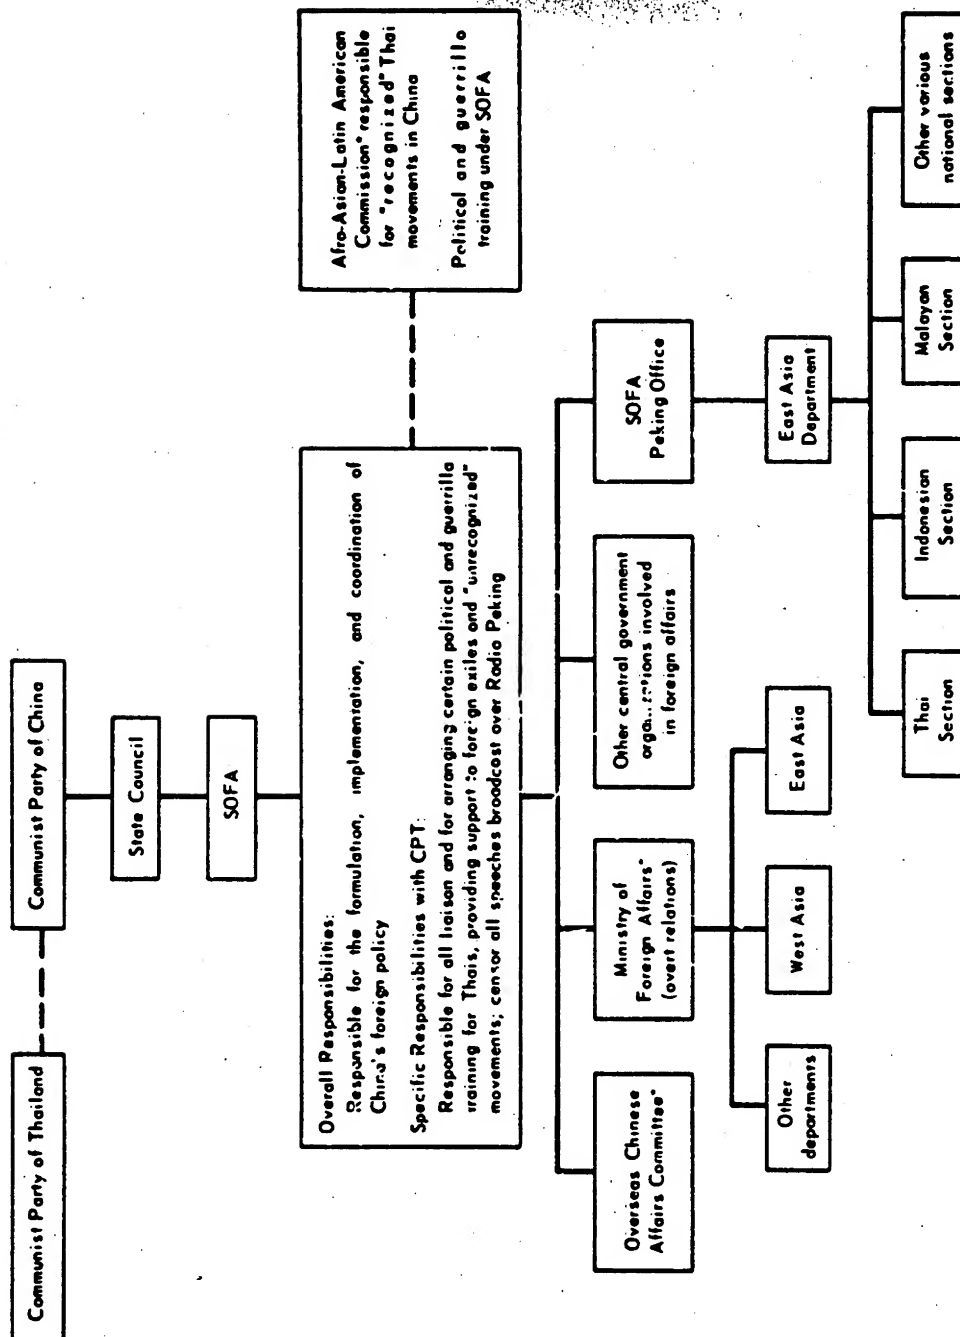 Communist Party of Thailand
Communist Party of China
State Council
SOFA
Overall Responsibilities:
Responsible for the formulation, implementation, and coordination of
China's foreign policy
Specific Responsibilities with CPT:
Responsible for all liaison and for arranging certain political and guerrilla
training for Thais, providing support to foreign exiles and "unrecognized"
movements; censor all speeches broadcast over Radio Peking
Afro-Asian-Latin American
Commission* responsible
for "recognized" Thai
movements in China
Political and guerrilla
training under SOFA
Overseas Chinese
Affairs Committee*
Ministry of
Foreign Affairs*
(overt relations)
Other central government
organizations involved
in foreign affairs
SOFA
Peking Office
Other
departments
West Asia
East Asia
East Asia
Department
Thai
Section
Indonesian
Section
Malayan
Section
Other various
national sections